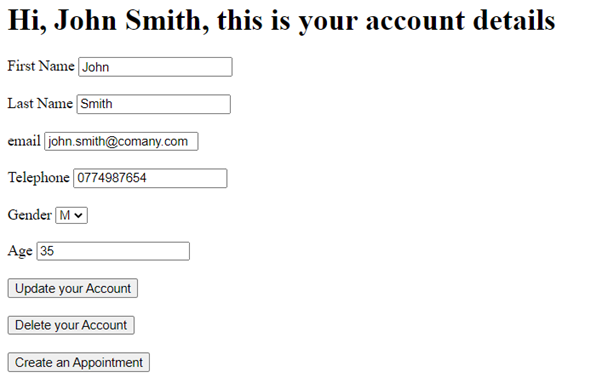 Hi, John Smith, this is your account details
First Name John
Last Name Smith
email john.smith@comany.com
Telephone 0774987654
Gender M
Age 35
Update your Account
Delete your Account
Create an Appointment